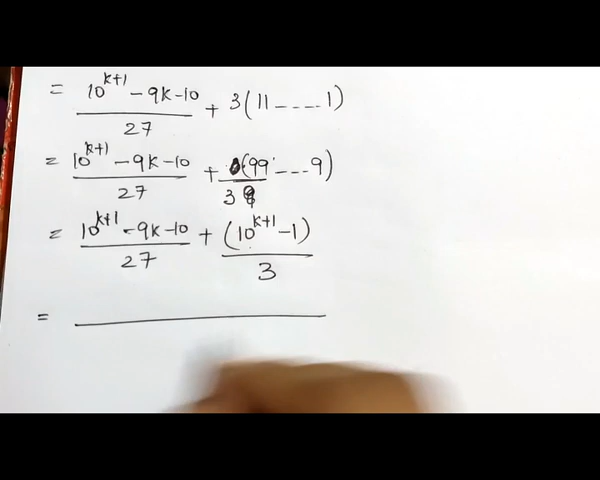 = 10^{k+1} - 9k - 10 / 27 + 3(11 ---- 1)
= 10^{k+1} - 9k - 10 / 27 + (99 --- 9) / 3
= 10^{k+1} - 9k - 10 / 27 + (10^{k+1} - 1) / 3
=